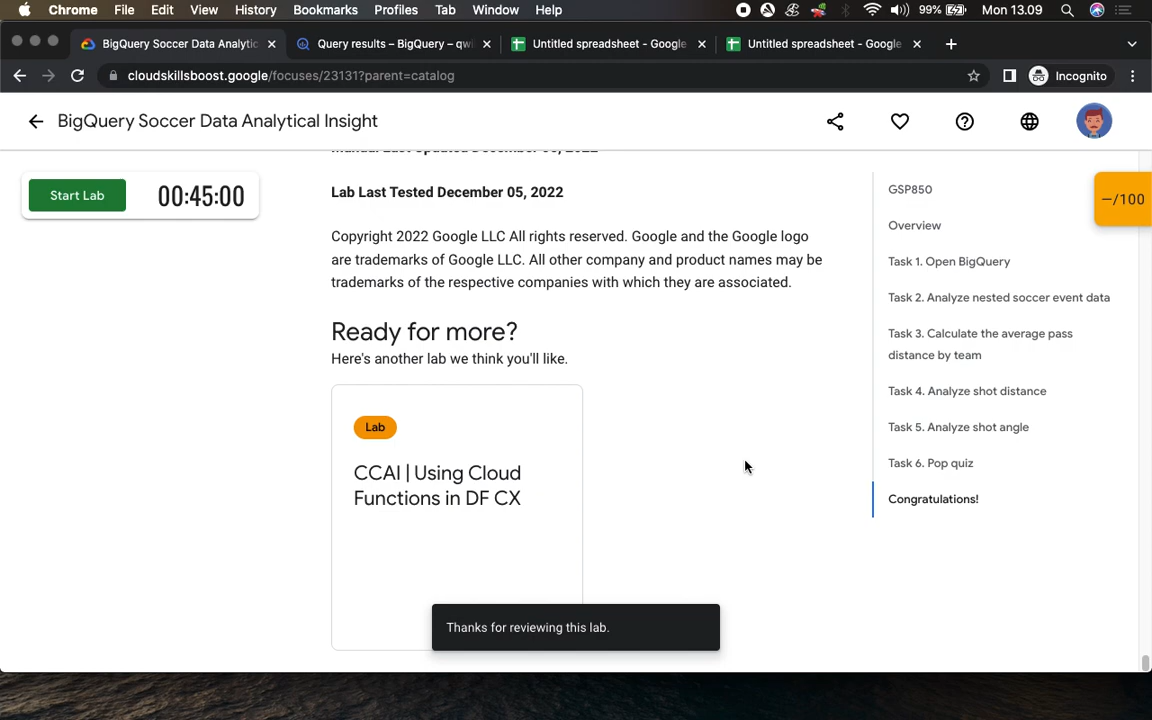 Chrome File Edit View History Bookmarks Profiles Tab Window Help 99% Mon 13.09
BigQuery Soccer Data Analytic Query results – BigQuery – qwi Untitled spreadsheet - Google Untitled spreadsheet - Google
cloudskillsboost.google/focuses/23131?parent=catalog Incognito
BigQuery Soccer Data Analytical Insight
Start Lab 00:45:00
Lab Last Tested December 05, 2022
Copyright 2022 Google LLC All rights reserved. Google and the Google logo
are trademarks of Google LLC. All other company and product names may be
trademarks of the respective companies with which they are associated.
Ready for more?
Here's another lab we think you'll like.
Lab
CCAI | Using Cloud
Functions in DF CX
Thanks for reviewing this lab.
GSP850
Overview
Task 1. Open BigQuery
Task 2. Analyze nested soccer event data
Task 3. Calculate the average pass
distance by team
Task 4. Analyze shot distance
Task 5. Analyze shot angle
Task 6. Pop quiz
Congratulations!
—/100